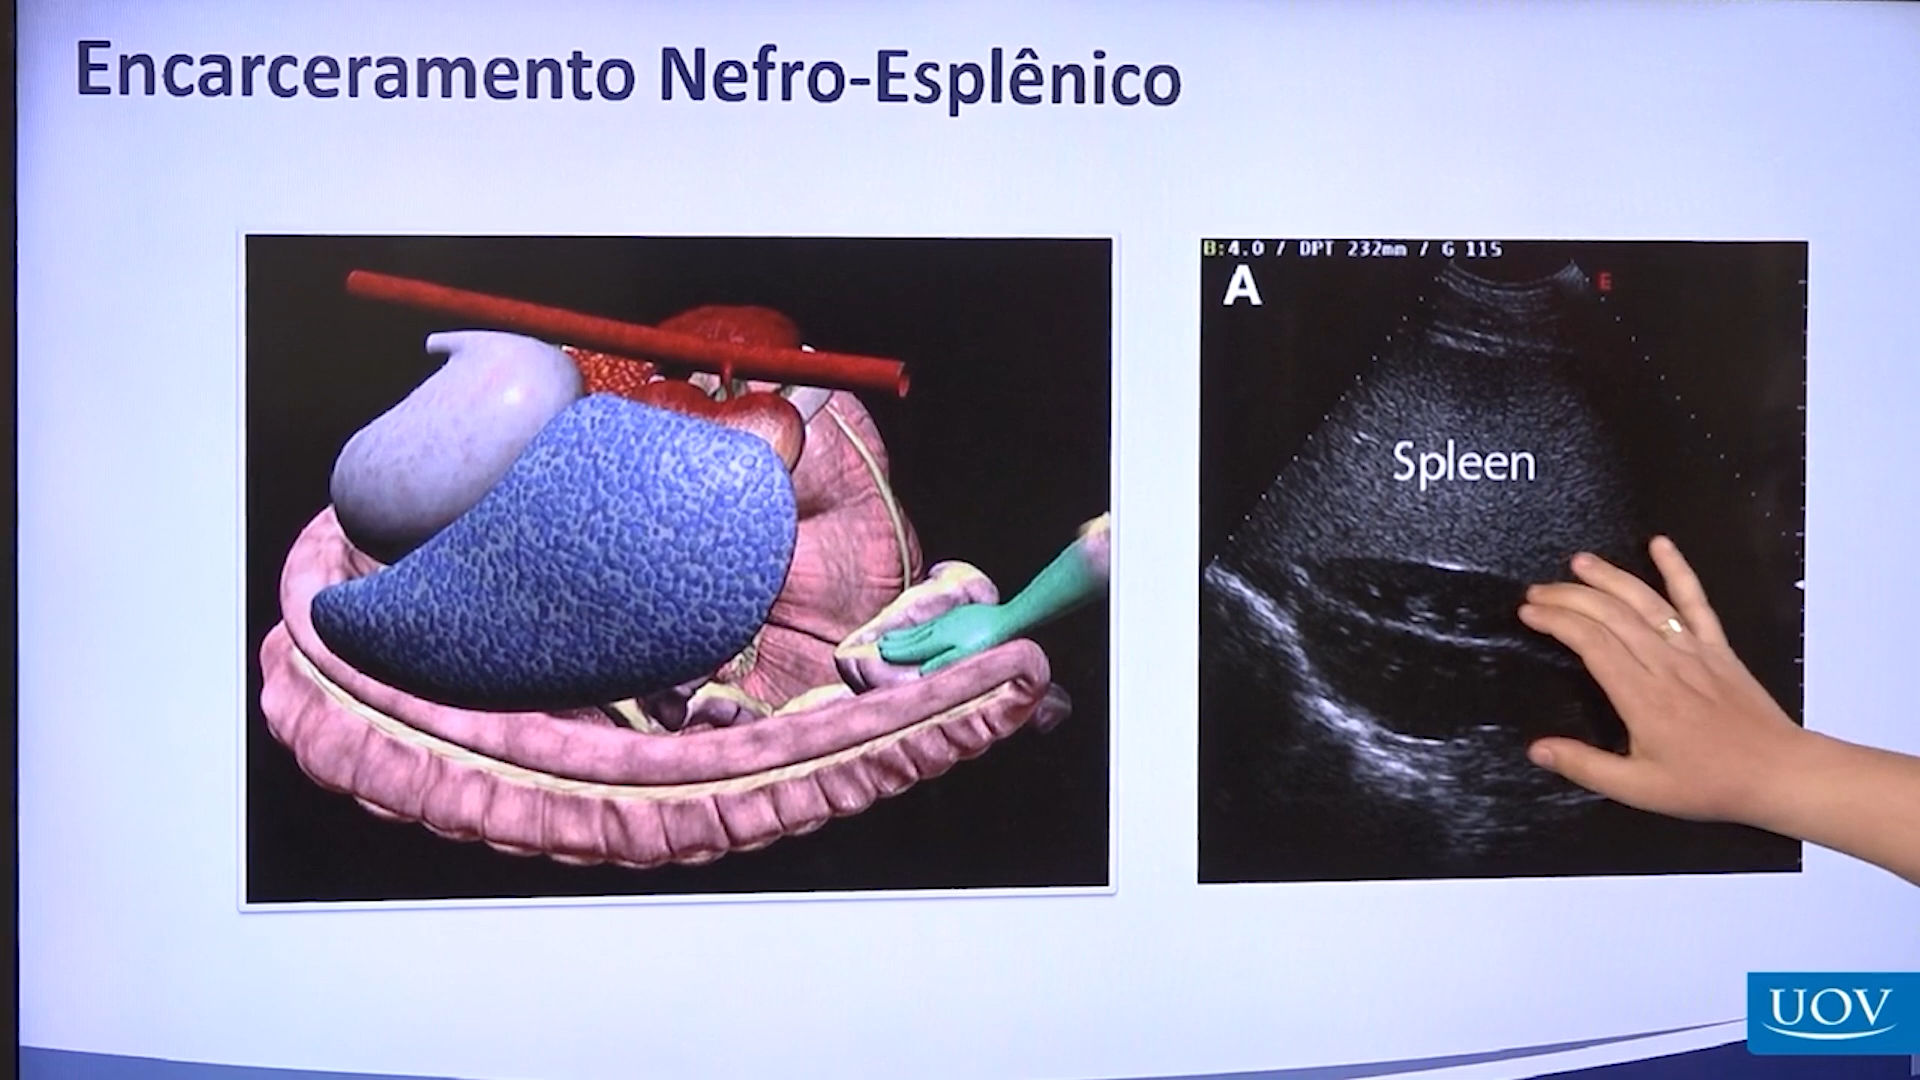 Encarceramento Nefro-Esplênico
B:4.0 / DPT 232mm / G 115
A
E
Spleen
UOV